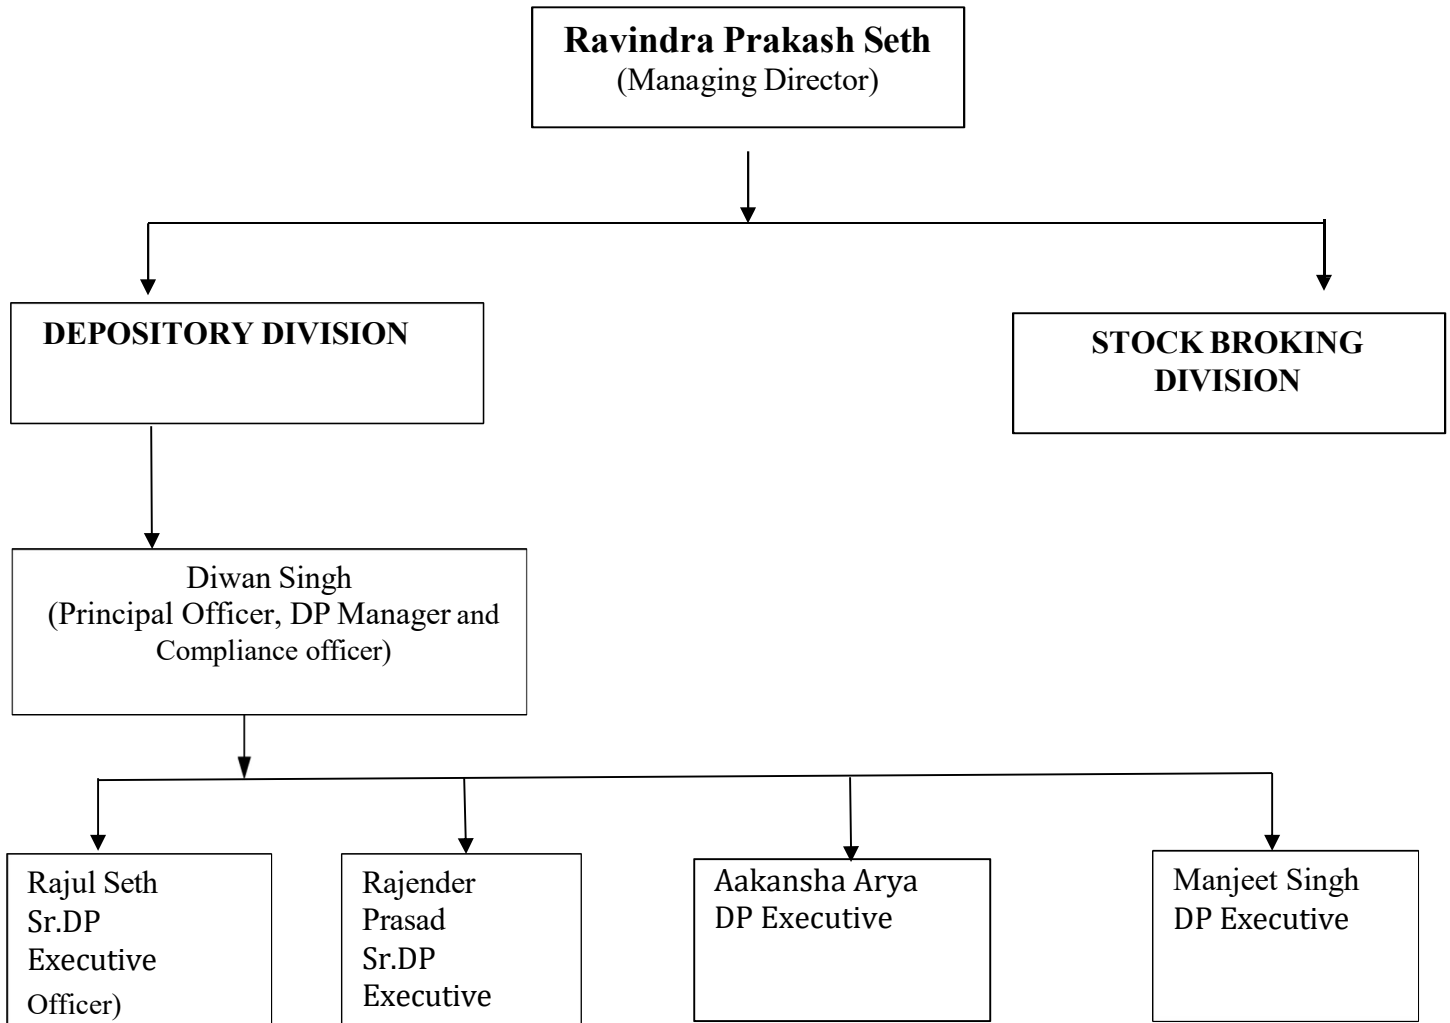 Ravindra Prakash Seth
(Managing Director)
DEPOSITORY DIVISION
STOCK BROKING
DIVISION
Diwan Singh
(Principal Officer, DP Manager and
Compliance officer)
Rajul Seth
Sr.DP
Executive
Officer)
Rajender
Prasad
Sr.DP
Executive
Aakansha Arya
DP Executive
Manjeet Singh
DP Executive